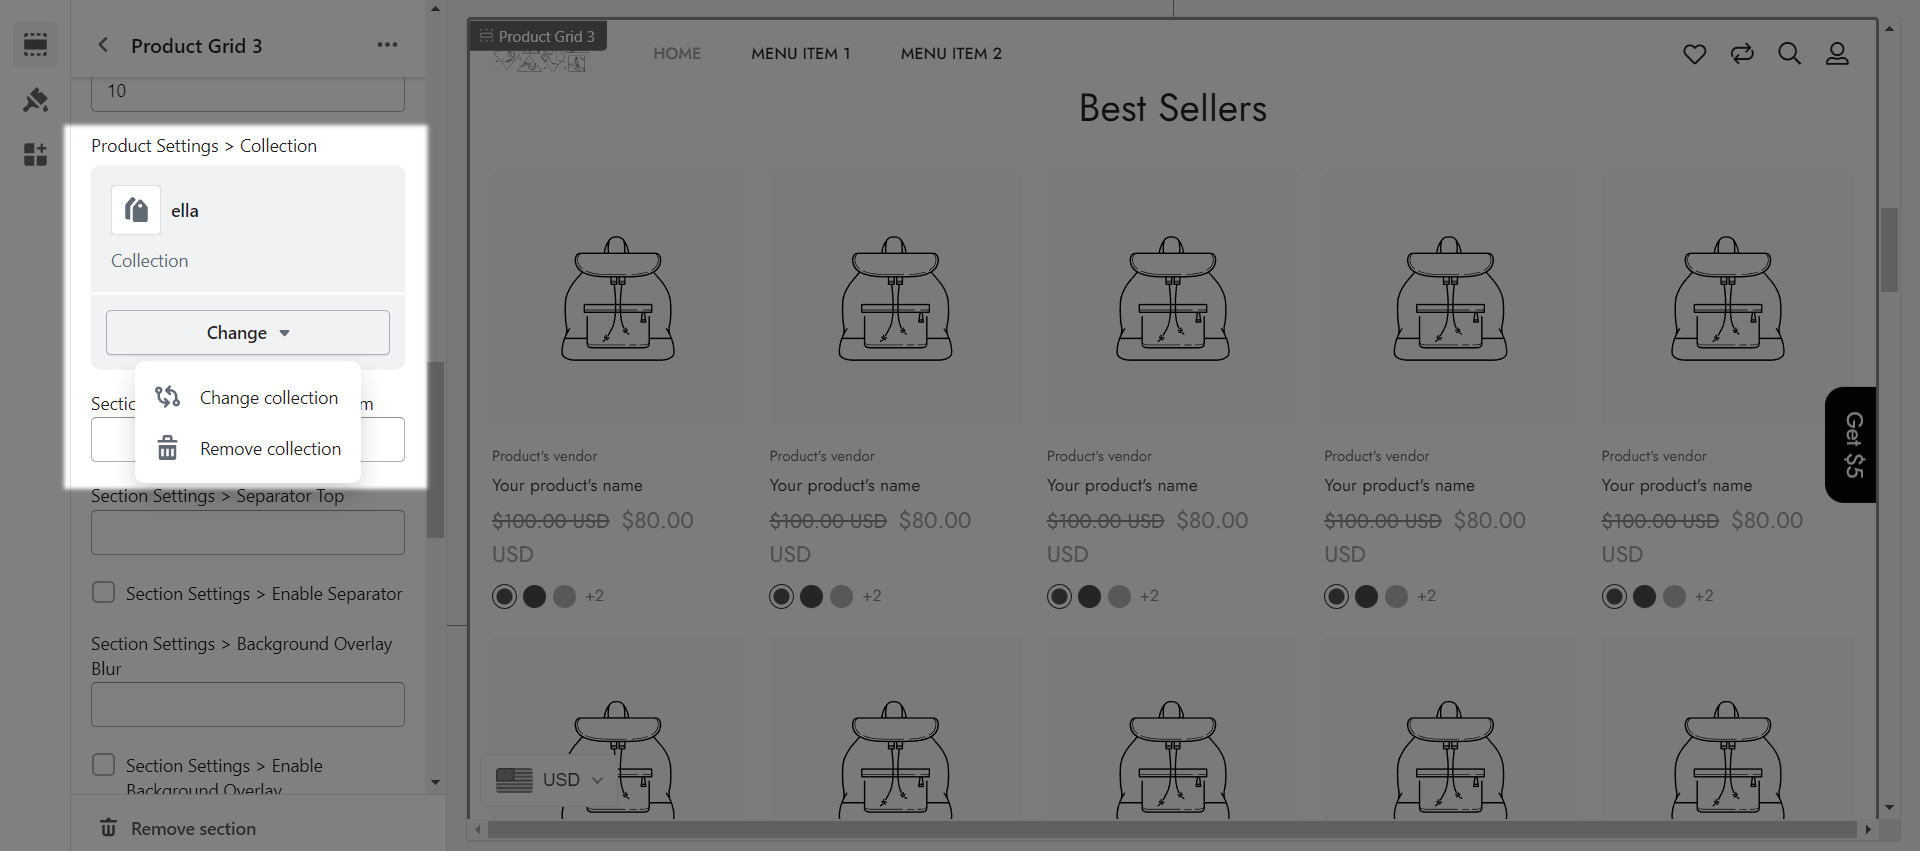 Product Grid 3
10
Product Settings > Collection
ella
Collection
Change
Change collection
Remove collection
Section Settings > Separator Top
Section Settings > Enable Separator
Section Settings > Background Overlay
Blur
Section Settings > Enable
Background Overlay
Remove section
Product Grid 3
HOME MENU ITEM 1 MENU ITEM 2
Best Sellers
Product's vendor Product's vendor Product's vendor Product's vendor Product's vendor
Your product's name Your product's name Your product's name Your product's name Your product's name
$100.00 USD $80.00 $100.00 USD $80.00 $100.00 USD $80.00 $100.00 USD $80.00 $100.00 USD $80.00
USD USD USD USD USD
+2 +2 +2 +2 +2
Get $5
USD